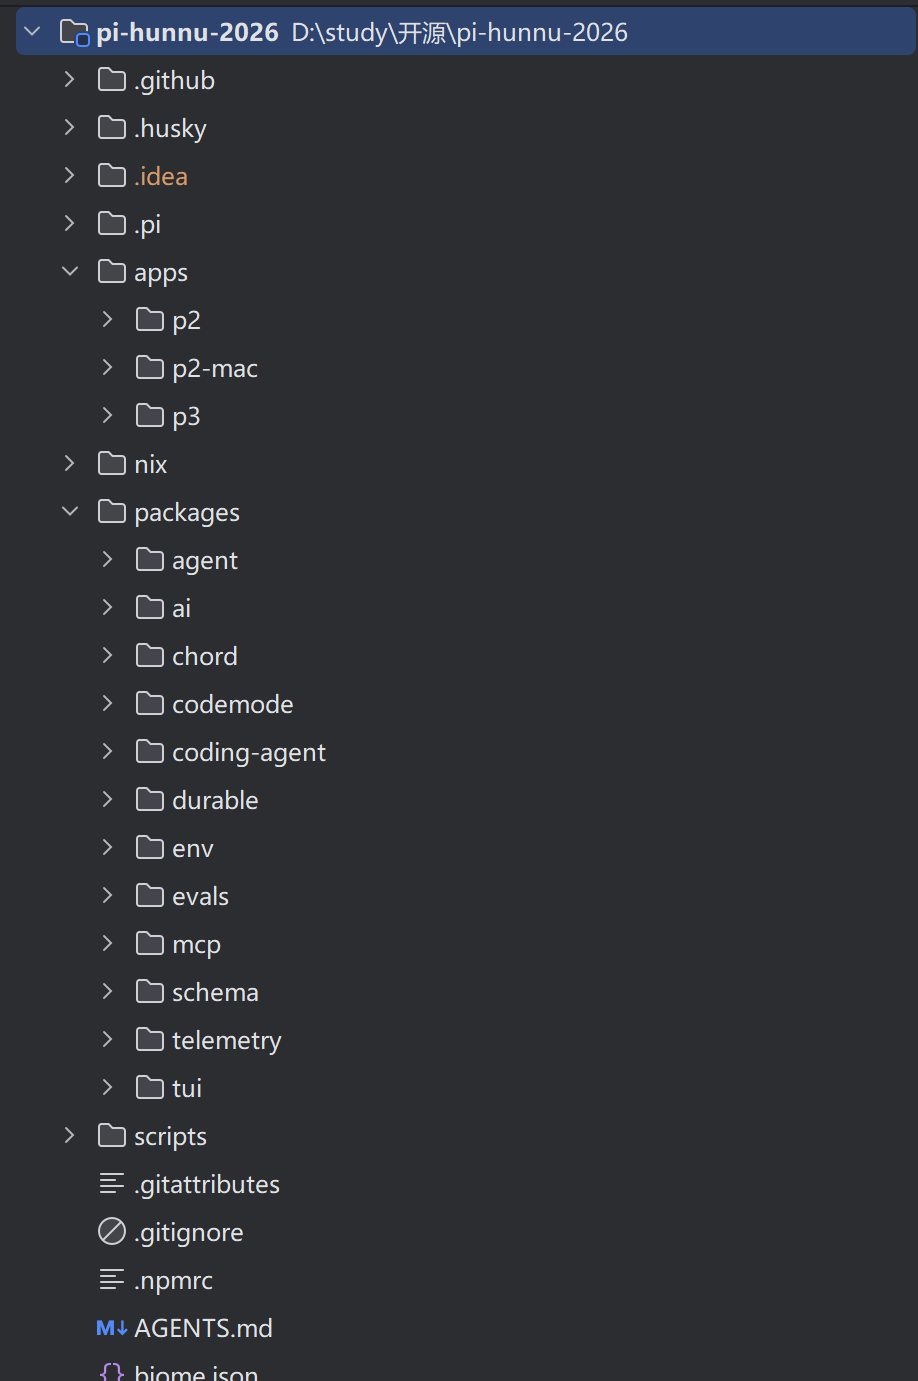 pi-hunnu-2026 D:\study\开源\pi-hunnu-2026
.github
.husky
.idea
.pi
apps
p2
p2-mac
p3
nix
packages
agent
ai
chord
codemode
coding-agent
durable
env
evals
mcp
schema
telemetry
tui
scripts
.gitattributes
.gitignore
.npmrc
M↓ AGENTS.md
{} biome.json